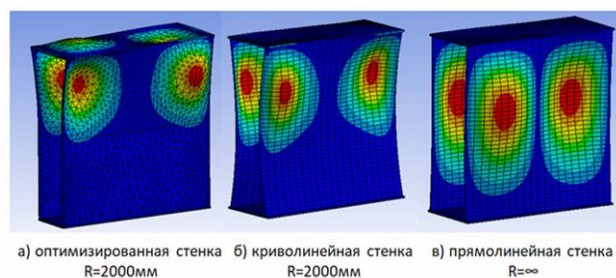 а) оптимизированная стенка
R=2000мм
б) криволинейная стенка
R=2000мм
в) прямолинейная стенка
R=∞